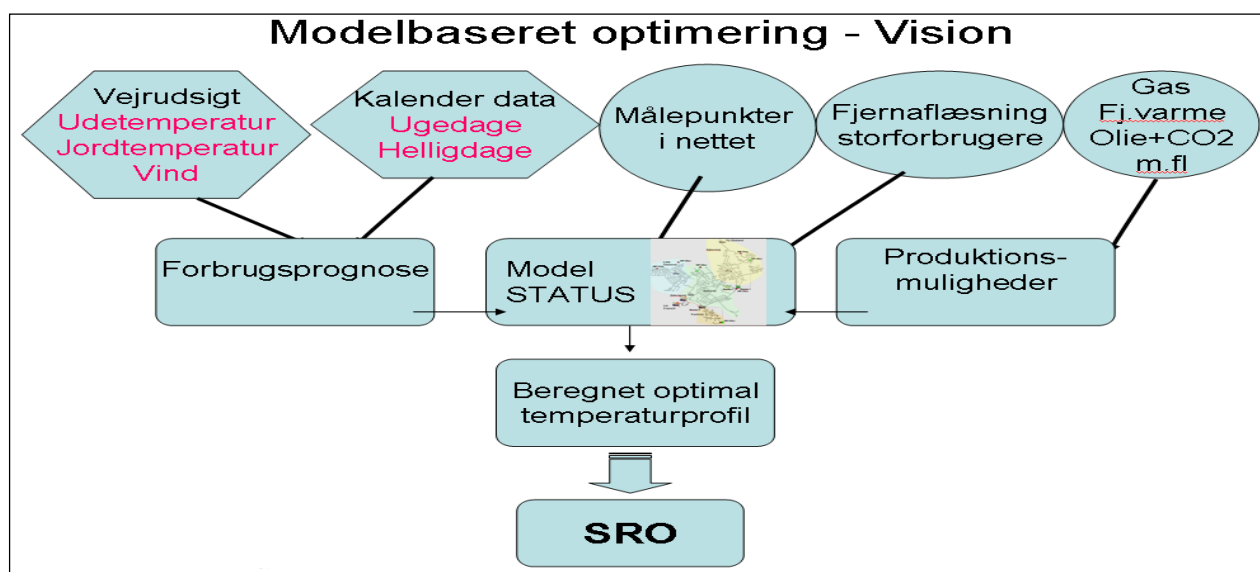 Modelbaseret optimering - Vision
Vejrudsigt
Udetemperatur
Jordtemperatur
Vind
Kalender data
Ugedage
Helligdage
Målepunkter
i nettet
Fjernaflæsning
storforbrugere
Gas
Fj.varme
Olie+CO2
m.fl
Forbrugsprognose
Model
STATUS
Produktions-
muligheder
Beregnet optimal
temperaturprofil
SRO